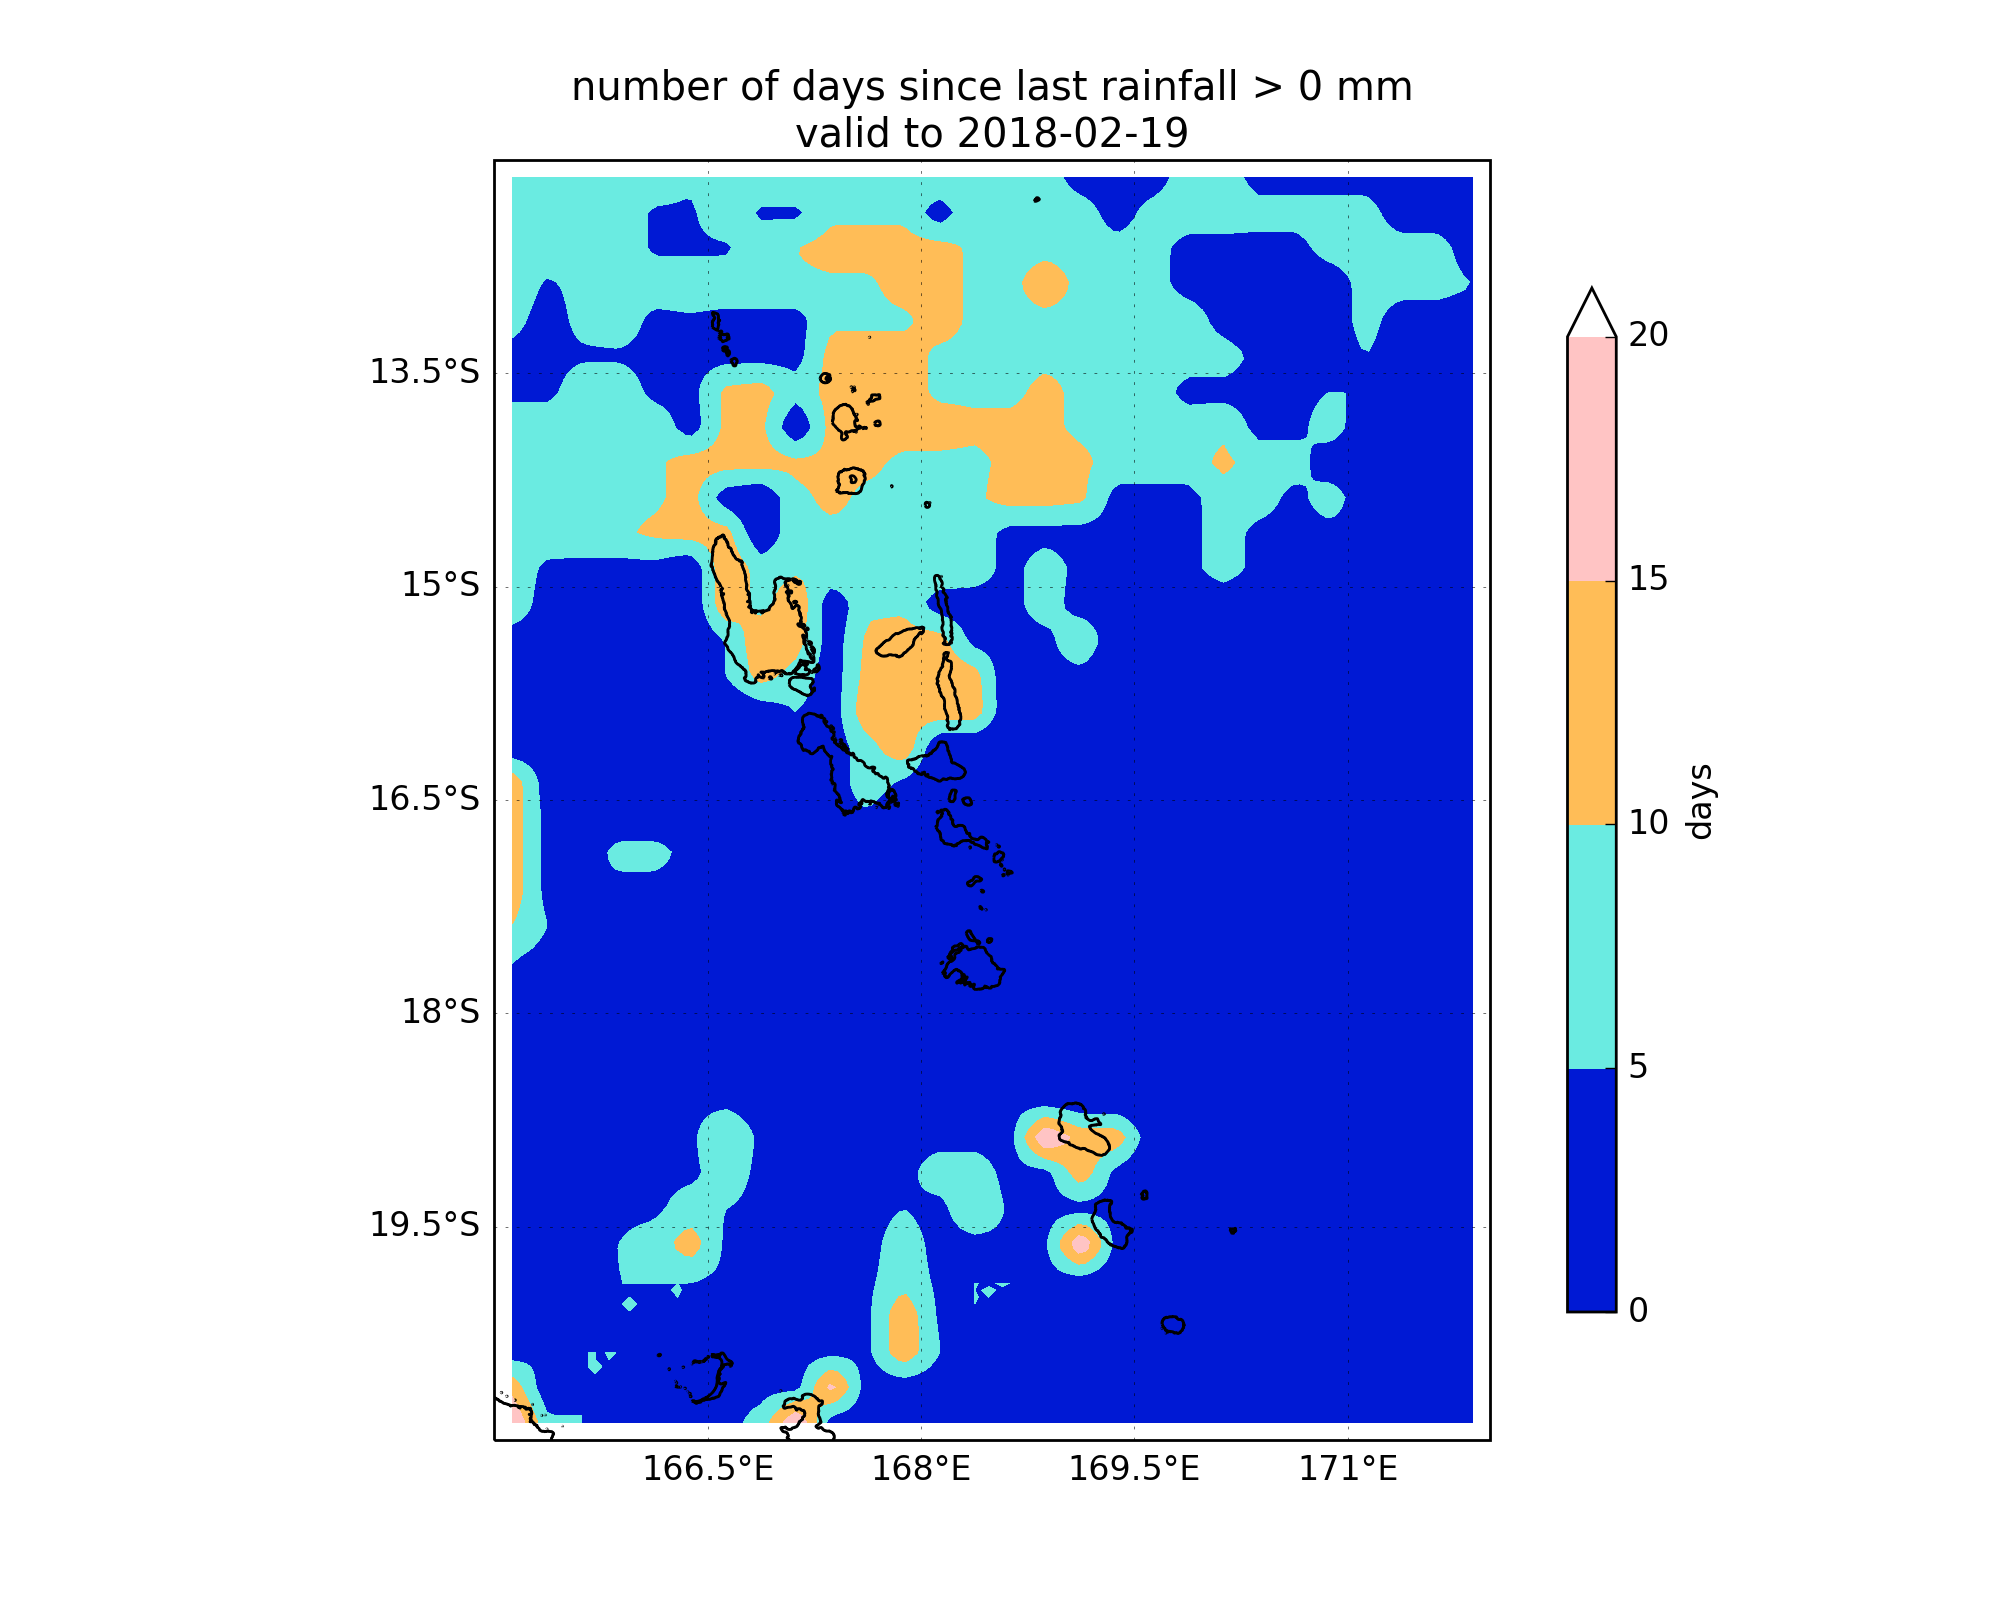 number of days since last rainfall > 0 mm
valid to 2018-02-19
13.5°S
15°S
16.5°S
18°S
19.5°S
166.5°E
168°E
169.5°E
171°E
20
15
10
5
0
days